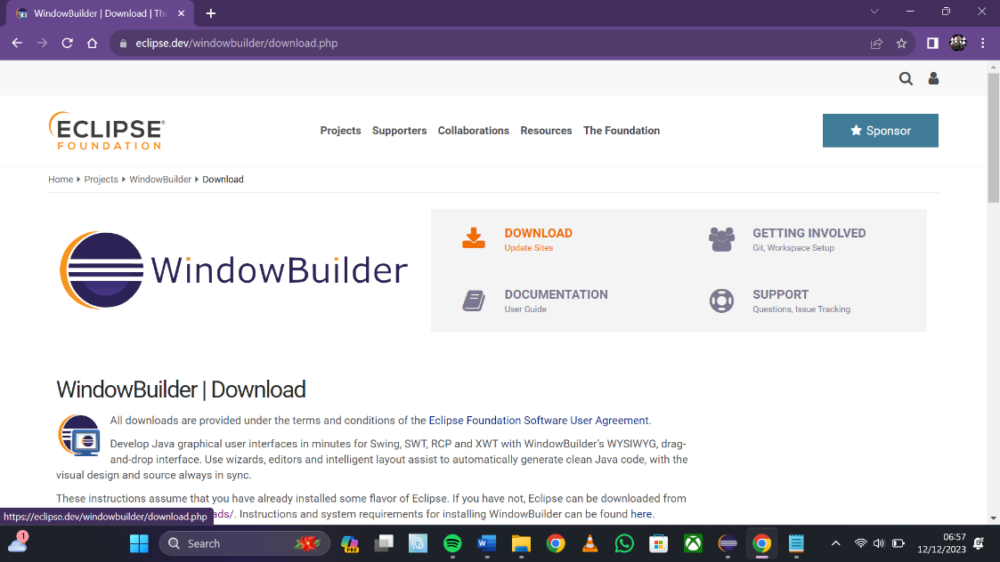 WindowBuilder | Download | Th
eclipse.dev/windowbuilder/download.php
ECLIPSE®
FOUNDATION
Projects Supporters Collaborations Resources The Foundation
Sponsor
Home Projects WindowBuilder Download
WindowBuilder
DOWNLOAD
Update Sites
GETTING INVOLVED
Git, Workspace Setup
DOCUMENTATION
User Guide
SUPPORT
Questions, Issue Tracking
WindowBuilder | Download
All downloads are provided under the terms and conditions of the Eclipse Foundation Software User Agreement.
Develop Java graphical user interfaces in minutes for Swing, SWT, RCP and XWT with WindowBuilder's WYSIWYG, drag-
and-drop interface. Use wizards, editors and intelligent layout assist to automatically generate clean Java code, with the
visual design and source always in sync.
These instructions assume that you have already installed some flavor of Eclipse. If you have not, Eclipse can be downloaded from
https://eclipse.dev/windowbuilder/download.php
ads/. Instructions and system requirements for installing WindowBuilder can be found here.
1
Search
PRE
W
06:57
12/12/2023